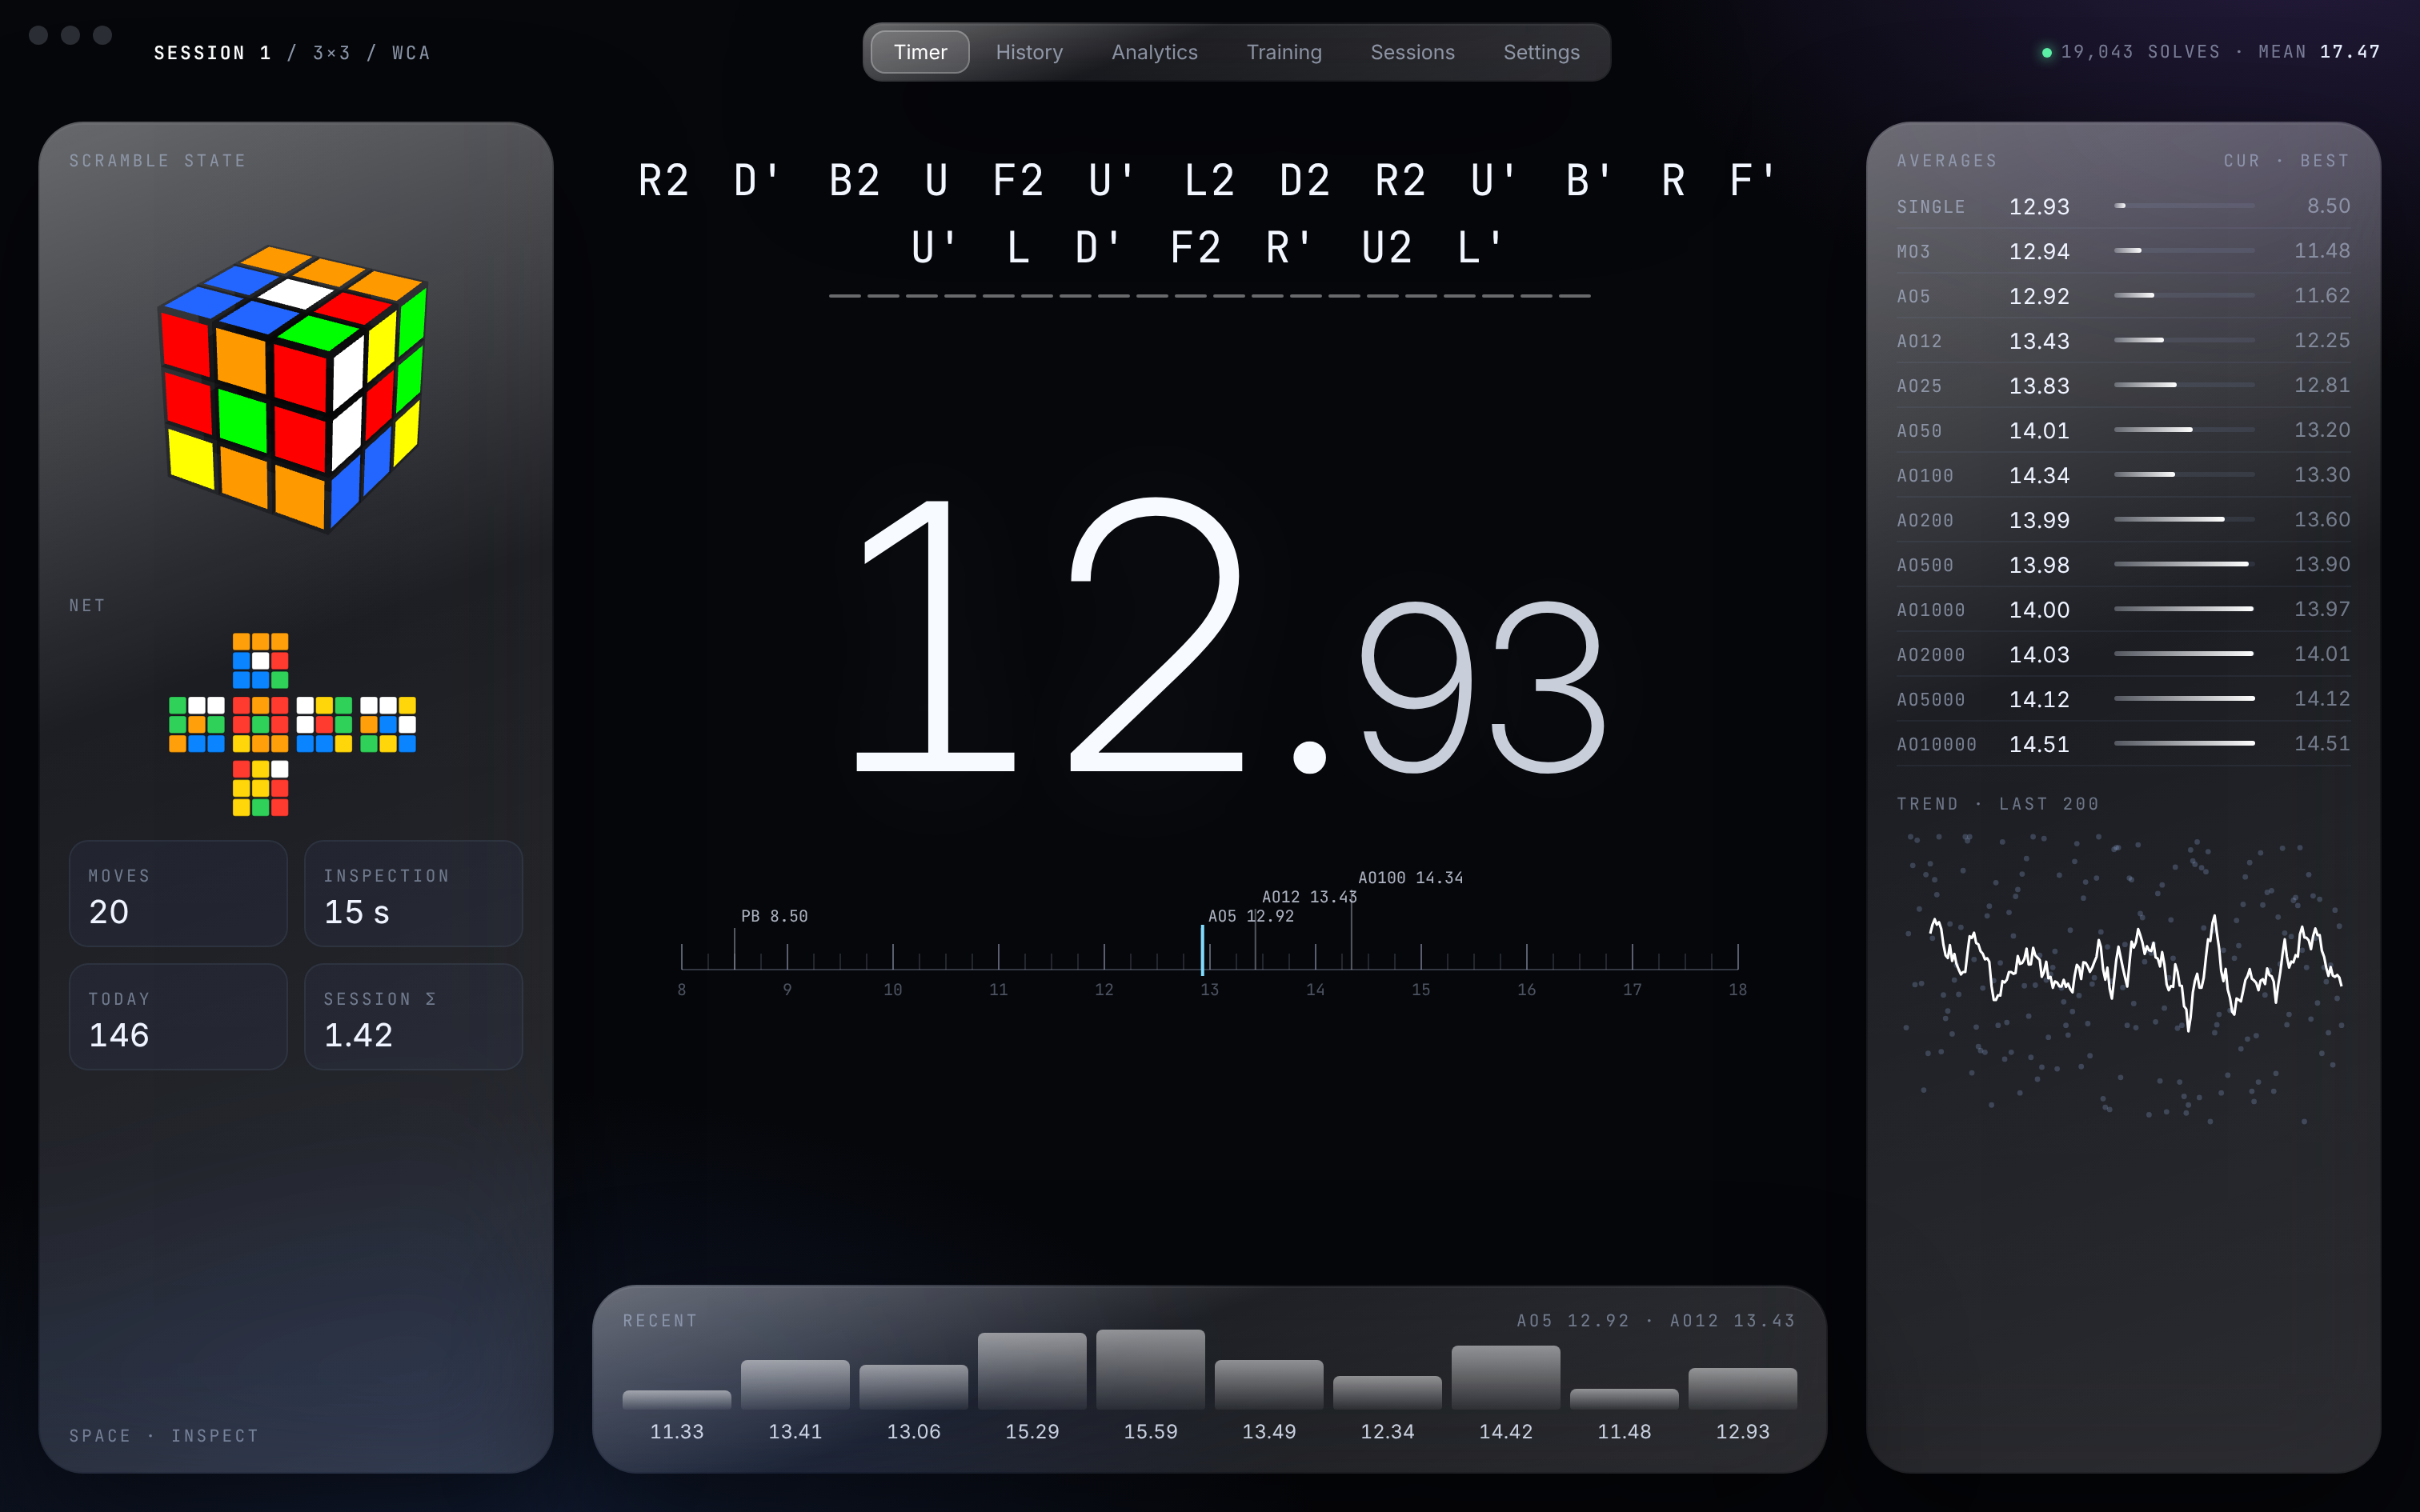 SESSION 1 / 3×3 / WCA
Timer
History
Analytics
Training
Sessions
Settings
19,043 SOLVES · MEAN 17.47
SCRAMBLE STATE
NET
MOVES
20
INSPECTION
15 s
TODAY
146
SESSION Σ
1.42
SPACE · INSPECT
R2 D' B2 U F2 U' L2 D2 R2 U' B' R F'
U' L D' F2 R' U2 L'
12.93
AO100 14.34
AO12 13.43
PB 8.50
AO5 12.92
8 9 10 11 12 13 14 15 16 17 18
RECENT
AO5 12.92 · AO12 13.43
11.33 13.41 13.06 15.29 15.59 13.49 12.34 14.42 11.48 12.93
AVERAGES CUR · BEST
SINGLE 12.93 8.50
MO3 12.94 11.48
AO5 12.92 11.62
AO12 13.43 12.25
AO25 13.83 12.81
AO50 14.01 13.20
AO100 14.34 13.30
AO200 13.99 13.60
AO500 13.98 13.90
AO1000 14.00 13.97
AO2000 14.03 14.01
AO5000 14.12 14.12
AO10000 14.51 14.51
TREND · LAST 200